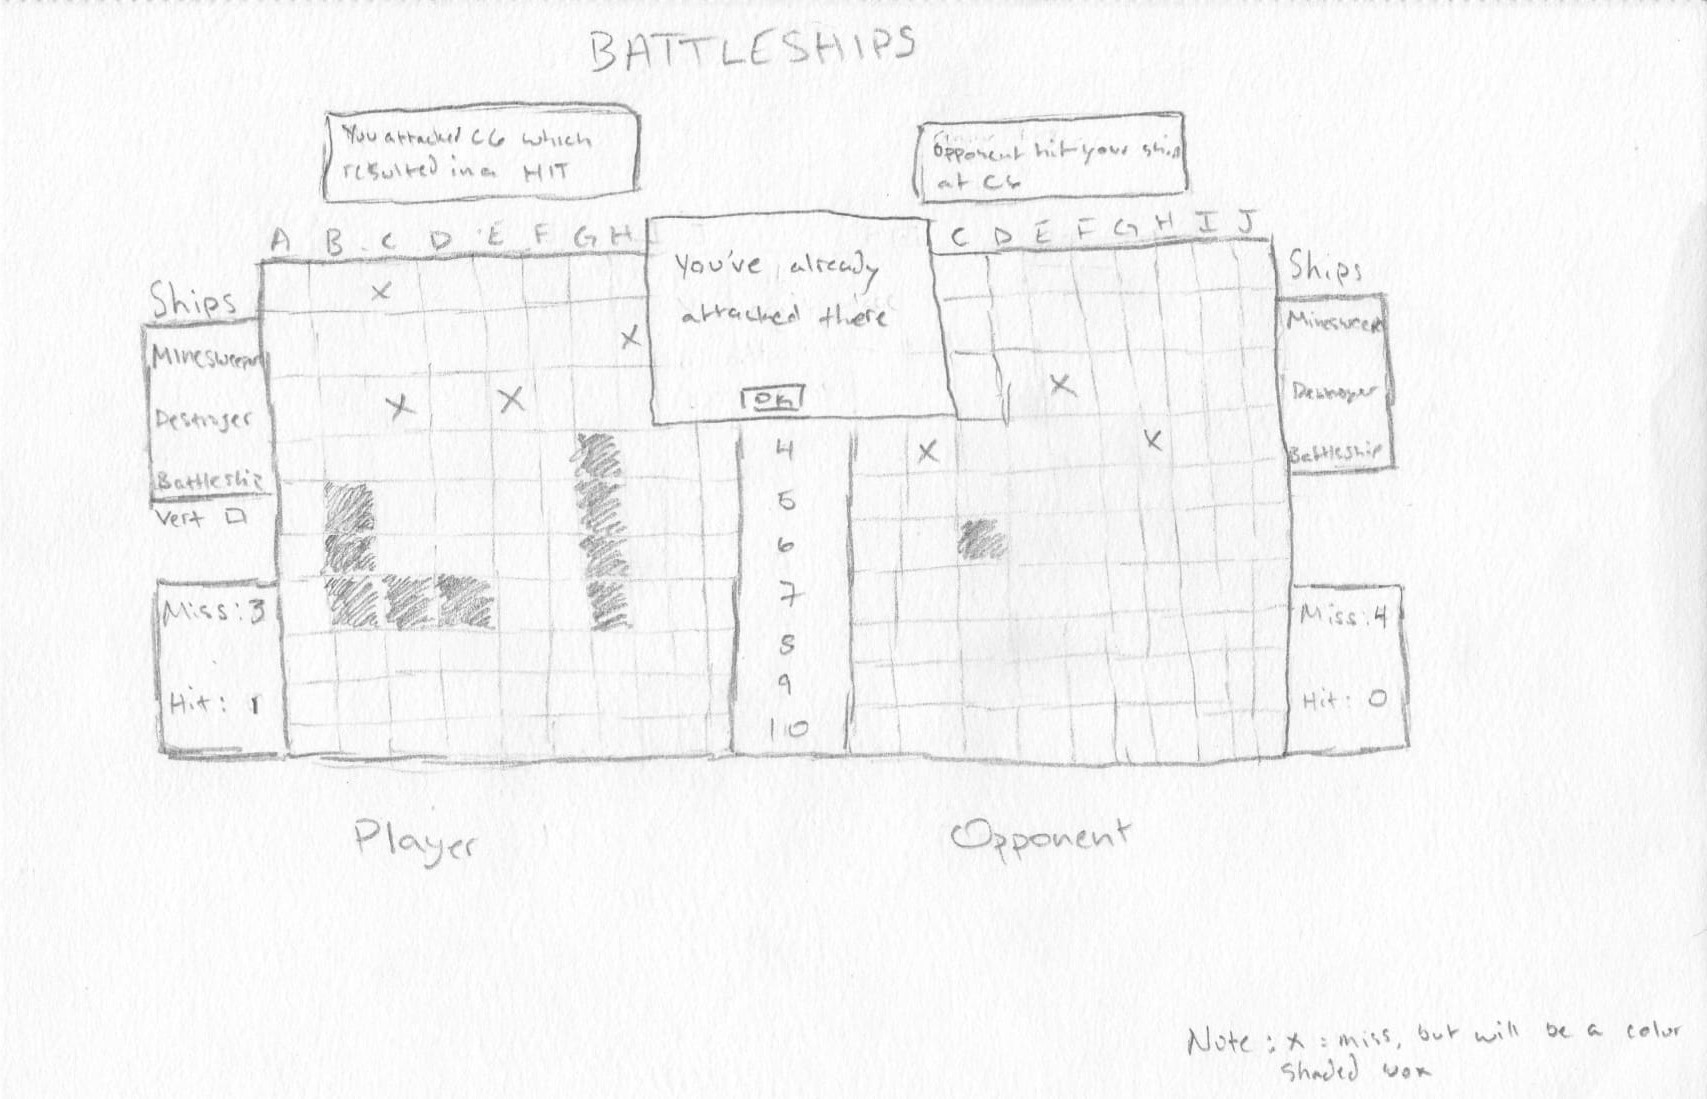 BATTLESHIPS
You attacked C6 which
resulted in a HIT
Opponent hit your ship
at C6
A B C D E F G H
C D E F G H I J
You've already
attacked there
OK
Ships
Minesweeper
Destroyer
Battleship
Vert
Miss: 3
Hit: 1
X
X
X X
4
5
6
7
8
9
10
X
X X
Ships
Minesweeper
Destroyer
Battleship
Miss: 4
Hit: 0
Player
Opponent
Note: X = miss, but will be a color
shaded box